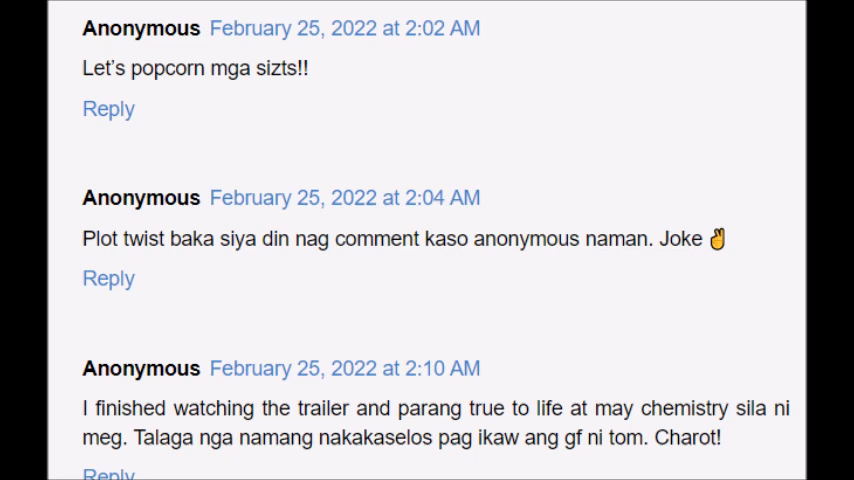 Anonymous February 25, 2022 at 2:02 AM
Let’s popcorn mga sizts!!
Reply
Anonymous February 25, 2022 at 2:04 AM
Plot twist baka siya din nag comment kaso anonymous naman. Joke ✌
Reply
Anonymous February 25, 2022 at 2:10 AM
I finished watching the trailer and parang true to life at may chemistry sila ni
meg. Talaga nga namang nakakaselos pag ikaw ang gf ni tom. Charot!
Reply